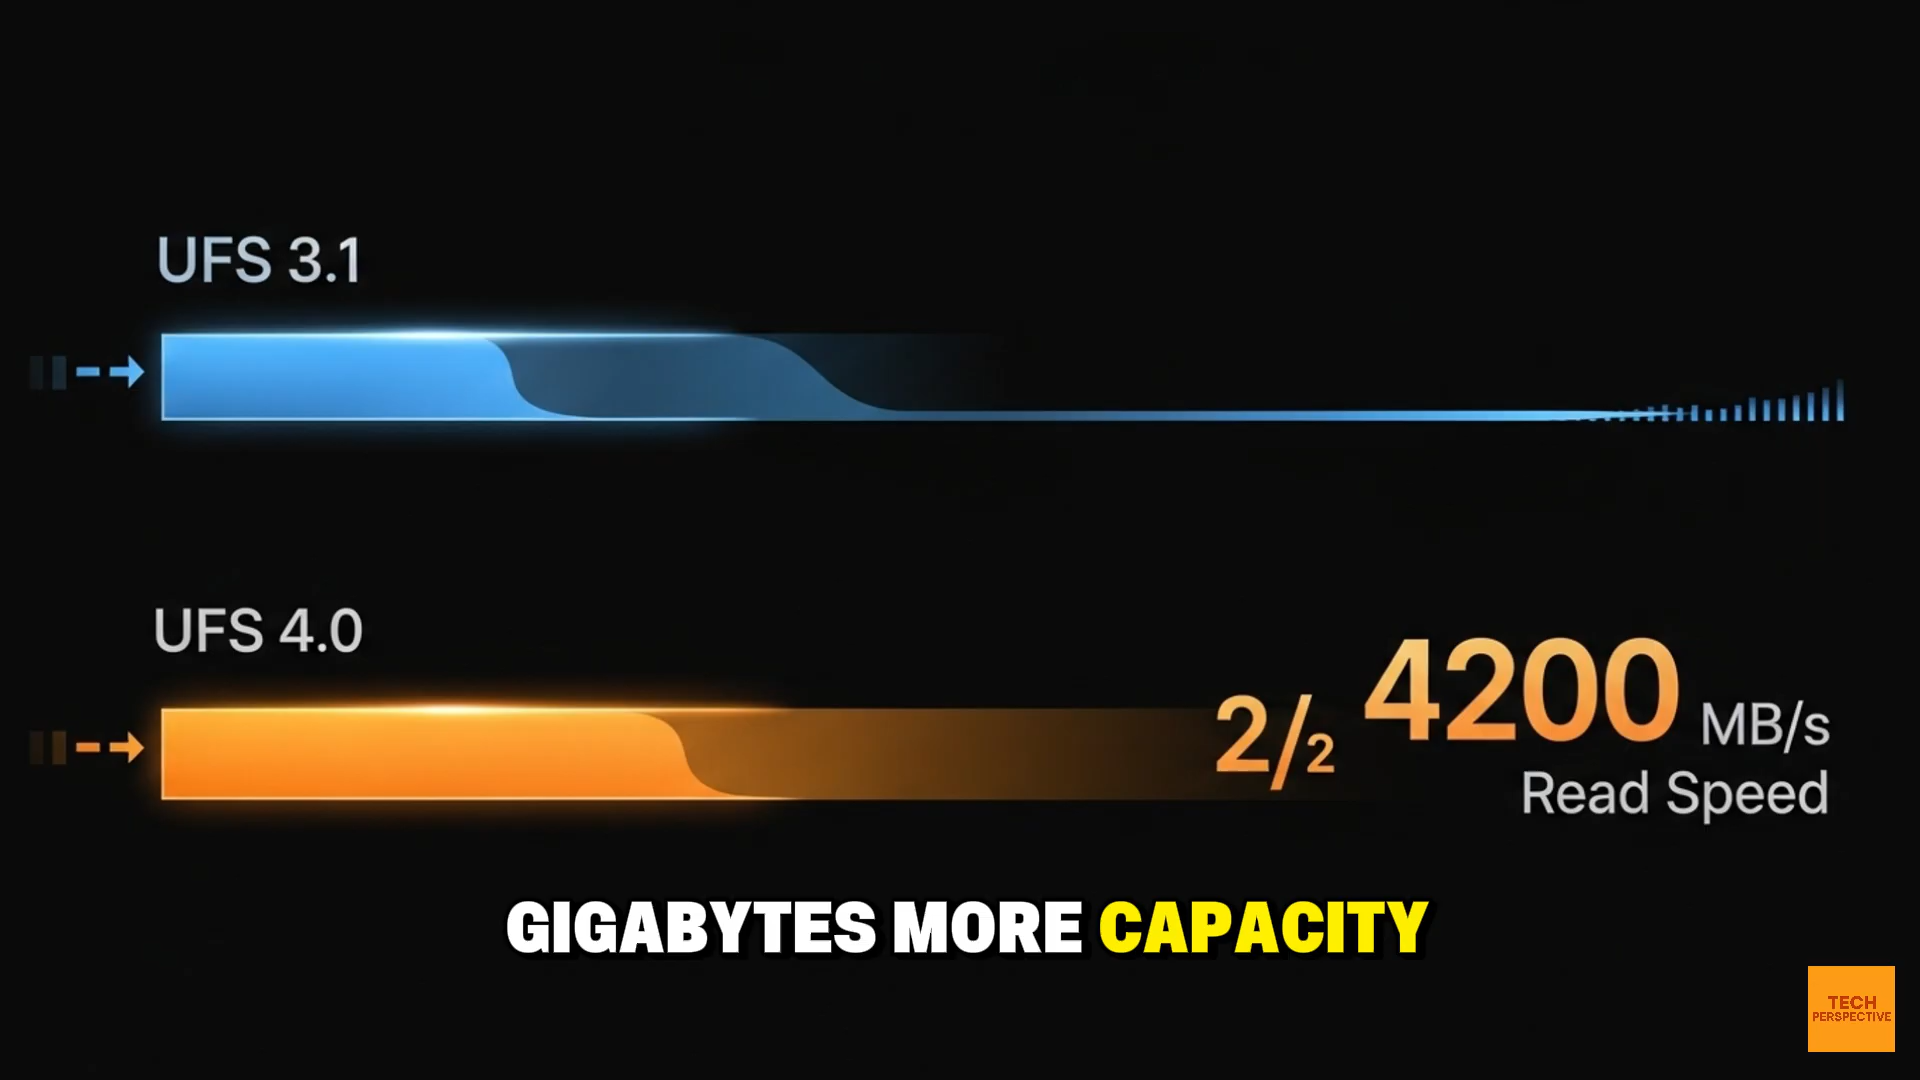 UFS 3.1
UFS 4.0
2/2 4200 MB/s
Read Speed
GIGABYTES MORE CAPACITY
TECH
PERSPECTIVE